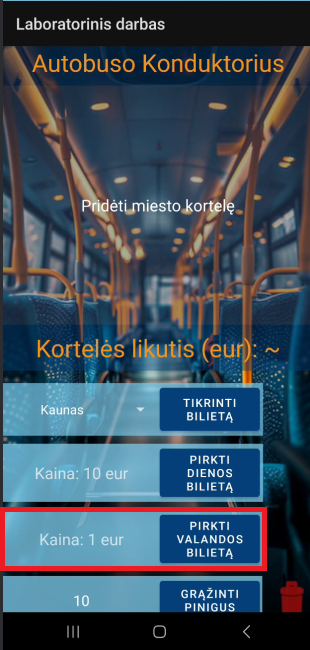 Laboratorinis darbas
Autobuso Konduktorius
Pridėti miesto kortelę
Kortelės likutis (eur): ~
Kaunas
TIKRINTI
BILIETĄ
Kaina: 10 eur
PIRKTI
DIENOS
BILIETĄ
Kaina: 1 eur
PIRKTI
VALANDOS
BILIETĄ
10
GRĄŽINTI
PINIGUS